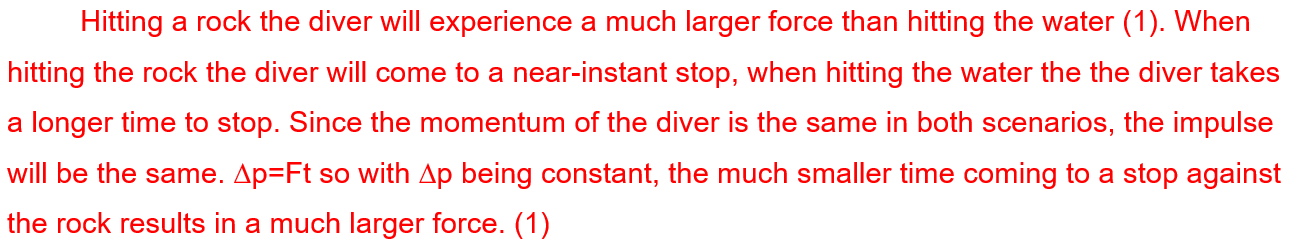 Hitting a rock the diver will experience a much larger force than hitting the water (1). When
hitting the rock the diver will come to a near-instant stop, when hitting the water the the diver takes
a longer time to stop. Since the momentum of the diver is the same in both scenarios, the impulse
will be the same. Δp=Ft so with Δp being constant, the much smaller time coming to a stop against
the rock results in a much larger force. (1)